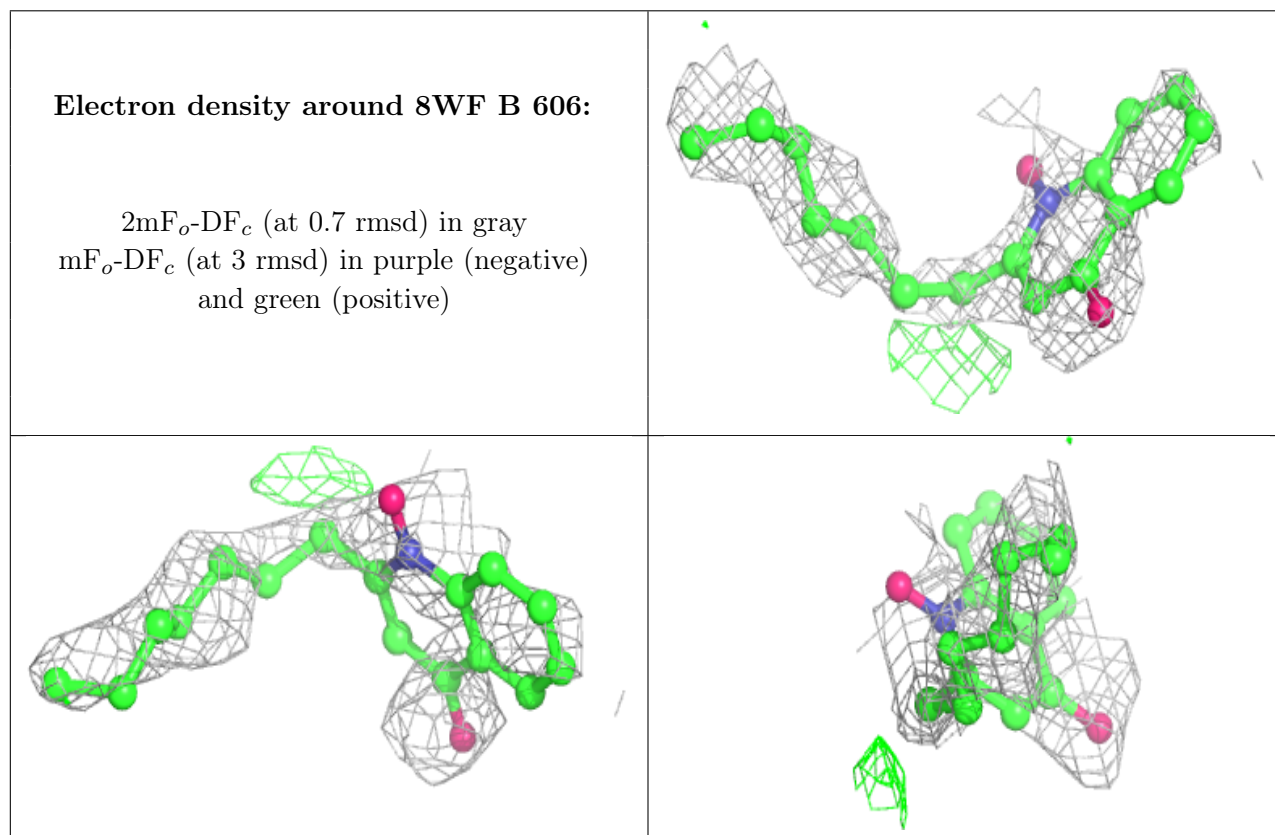 Electron density around 8WF B 606:
2mFo-DFc (at 0.7 rmsd) in gray
mFo-DFc (at 3 rmsd) in purple (negative)
and green (positive)